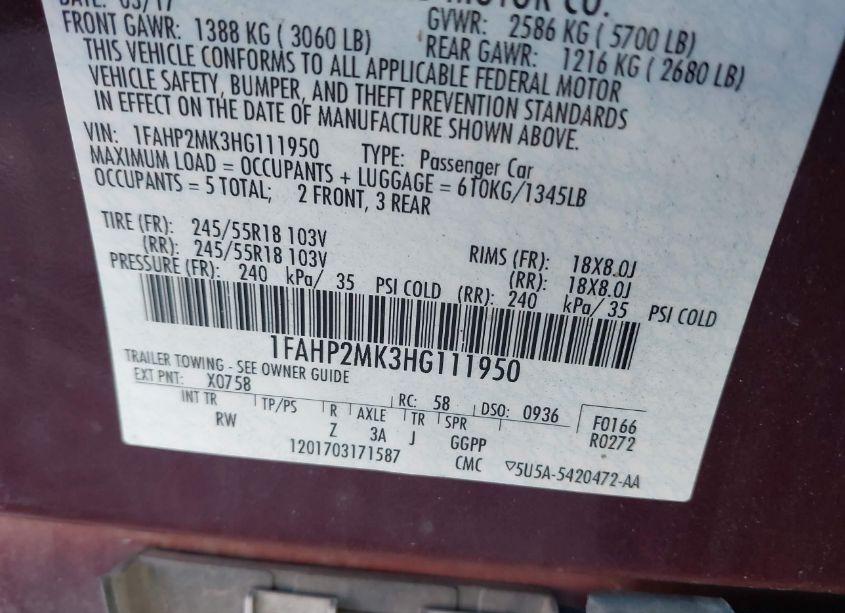 DATE: 03/17
MOTOR CO.
FRONT GAWR: 1388 KG ( 3060 LB)
GVWR: 2586 KG ( 5700 LB)
REAR GAWR: 1216 KG ( 2680 LB)
THIS VEHICLE CONFORMS TO ALL APPLICABLE FEDERAL MOTOR
VEHICLE SAFETY, BUMPER, AND THEFT PREVENTION STANDARDS
IN EFFECT ON THE DATE OF MANUFACTURE SHOWN ABOVE.
VIN: 1FAHP2MK3HG111950 TYPE: Passenger Car
MAXIMUM LOAD = OCCUPANTS + LUGGAGE = 610KG/1345LB
OCCUPANTS = 5 TOTAL; 2 FRONT, 3 REAR
TIRE (FR): 245/55R18 103V RIMS (FR): 18X8.0J
(RR): 245/55R18 103V (RR): 18X8.0J
PRESSURE (FR): 240 kPa/ 35 PSI COLD (RR): 240 kPa/ 35 PSI COLD
1FAHP2MK3HG111950
TRAILER TOWING - SEE OWNER GUIDE
EXT PNT: X0758 RC: 58 DSO: 0936 F0166
INT TR TP/PS R AXLE TR SPR R0272
RW Z 3A J GGPP
1201703171587 CMC ▽5U5A-5420472-AA